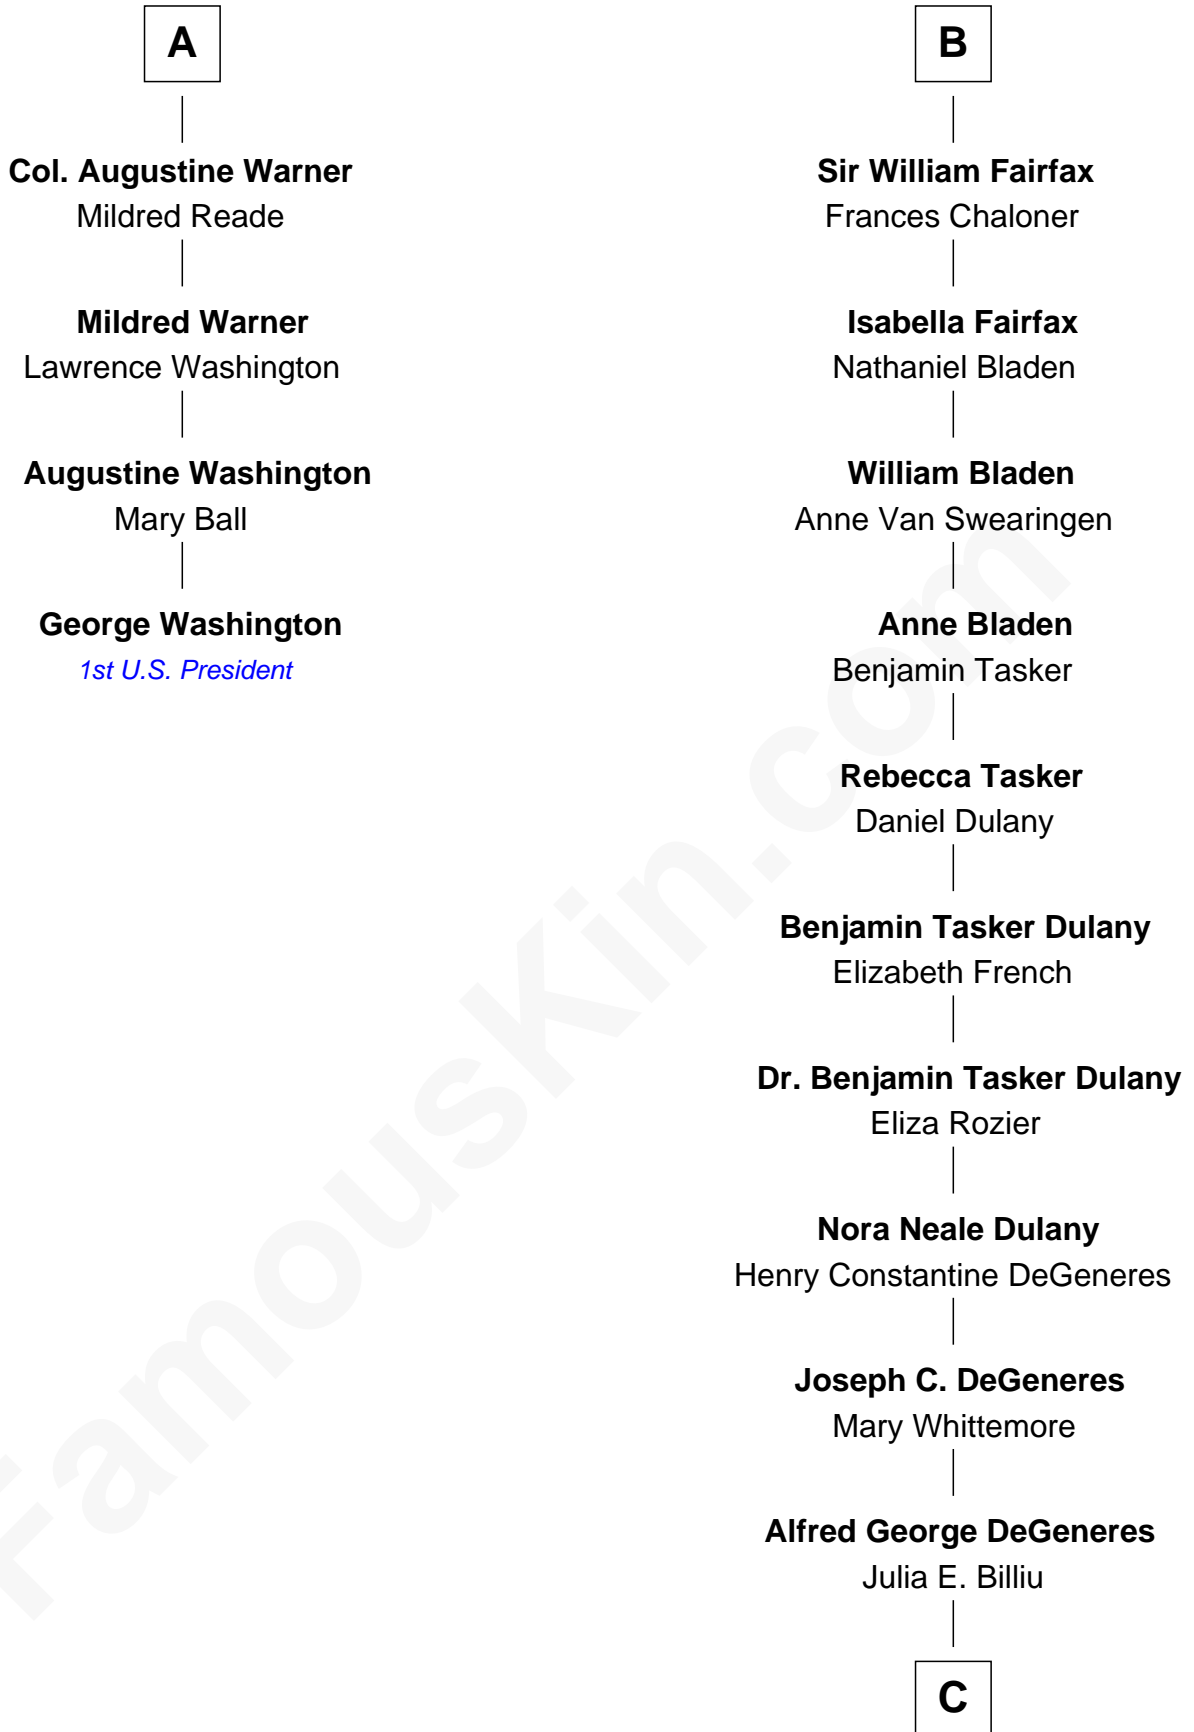 A
Col. Augustine Warner
Mildred Reade
Mildred Warner
Lawrence Washington
Augustine Washington
Mary Ball
George Washington
1st U.S. President
B
Sir William Fairfax
Frances Chaloner
Isabella Fairfax
Nathaniel Bladen
William Bladen
Anne Van Swearingen
Anne Bladen
Benjamin Tasker
Rebecca Tasker
Daniel Dulany
Benjamin Tasker Dulany
Elizabeth French
Dr. Benjamin Tasker Dulany
Eliza Rozier
Nora Neale Dulany
Henry Constantine DeGeneres
Joseph C. DeGeneres
Mary Whittemore
Alfred George DeGeneres
Julia E. Billiu
C
FamousKin.com